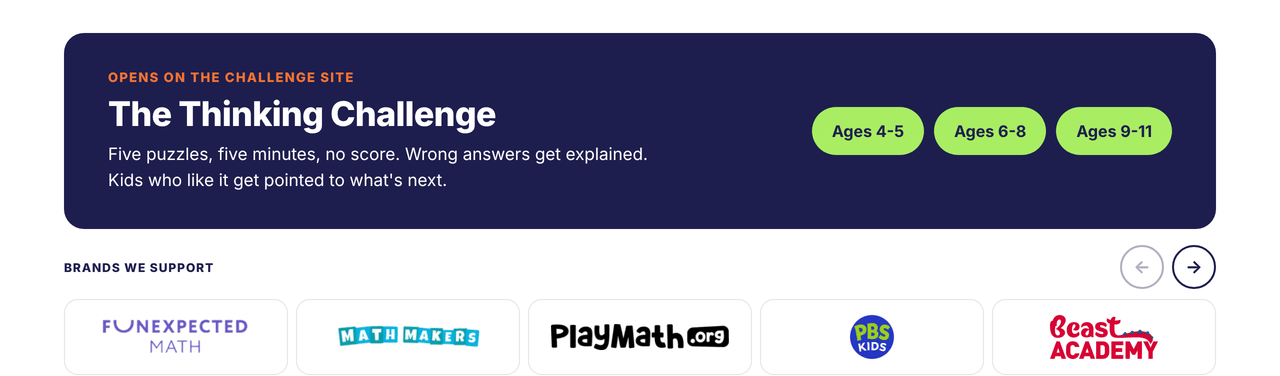 OPENS ON THE CHALLENGE SITE
The Thinking Challenge
Five puzzles, five minutes, no score. Wrong answers get explained.
Kids who like it get pointed to what's next.
Ages 4-5
Ages 6-8
Ages 9-11
BRANDS WE SUPPORT
FUNEXPECTED
MATH
MATH MAKERS
PlayMath.org
PBS
KIDS
Beast
ACADEMY